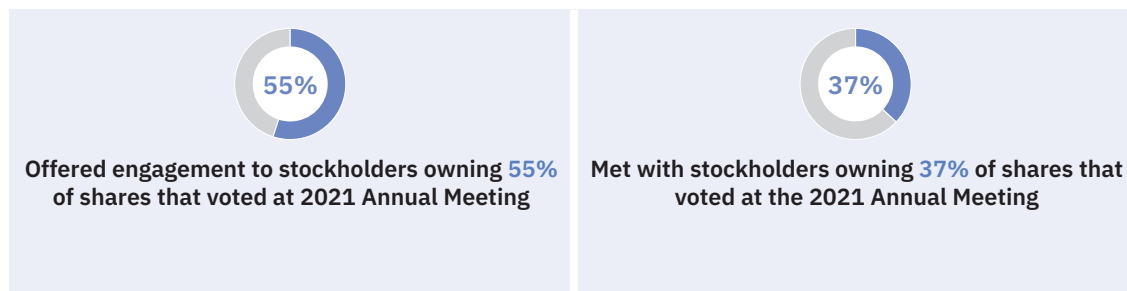 55%
Offered engagement to stockholders owning 55%
of shares that voted at 2021 Annual Meeting
37%
Met with stockholders owning 37% of shares that
voted at the 2021 Annual Meeting